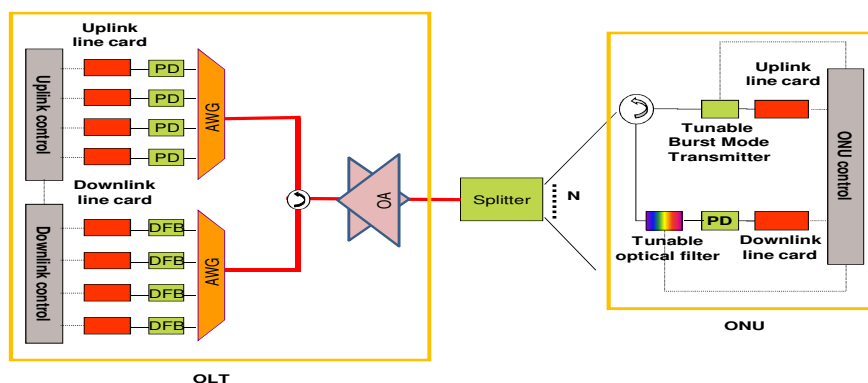 Uplink
line card
Uplink control
PD
PD
PD
PD
AWG
Downlink
line card
Downlink control
DFB
DFB
DFB
DFB
AWG
OA
OLT
Splitter
N
Uplink
line card
Tunable
Burst Mode
Transmitter
ONU control
PD
Tunable
optical filter
Downlink
line card
ONU